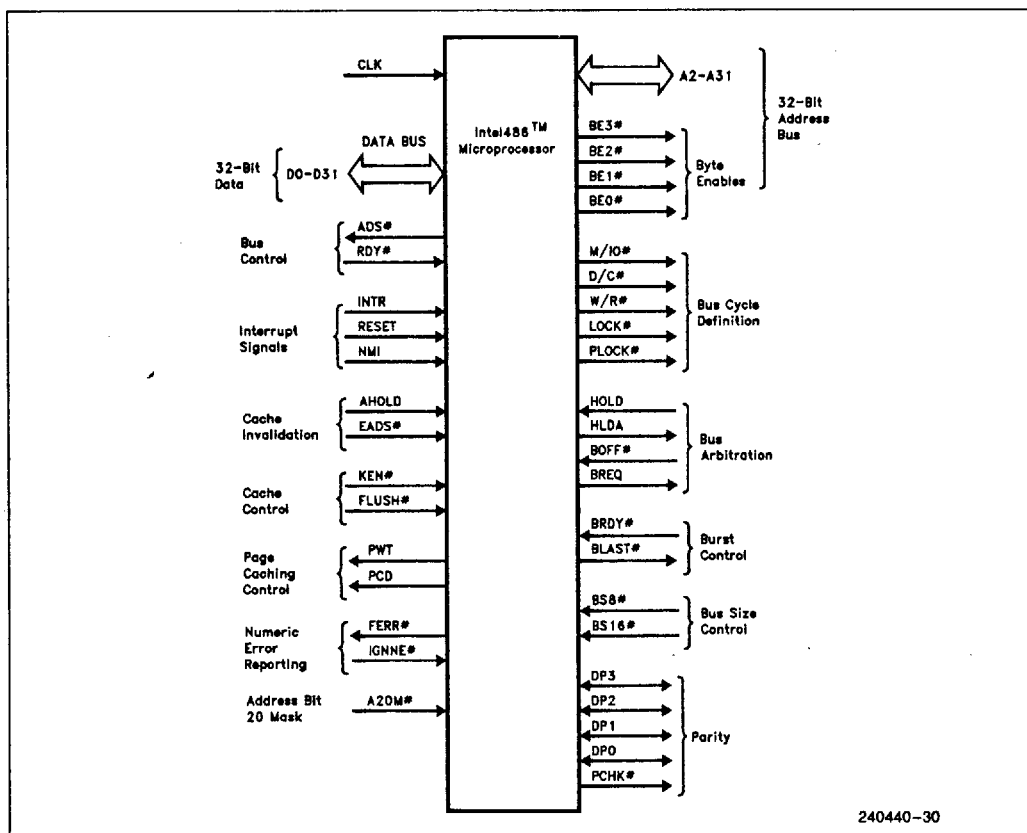 CLK
DATA BUS
32-Bit
Data
D0-D31
ADS#
RDY#
Bus
Control
INTR
RESET
NMI
Interrupt
Signals
AHOLD
EADS#
Cache
Invalidation
KEN#
FLUSH#
Cache
Control
PWT
PCD
Page
Caching
Control
FERR#
IGNNE#
Numeric
Error
Reporting
Address Bit
20 Mask
A20M#
Intel486™
Microprocessor
A2-A31
32-Bit
Address
Bus
BE3#
BE2#
BE1#
BE0#
Byte
Enables
M/IO#
D/C#
W/R#
LOCK#
PLOCK#
Bus Cycle
Definition
HOLD
HLDA
BOFF#
BREQ
Bus
Arbitration
BRDY#
BLAST#
Burst
Control
BS8#
BS16#
Bus Size
Control
DP3
DP2
DP1
DP0
PCHK#
Parity
240440-30